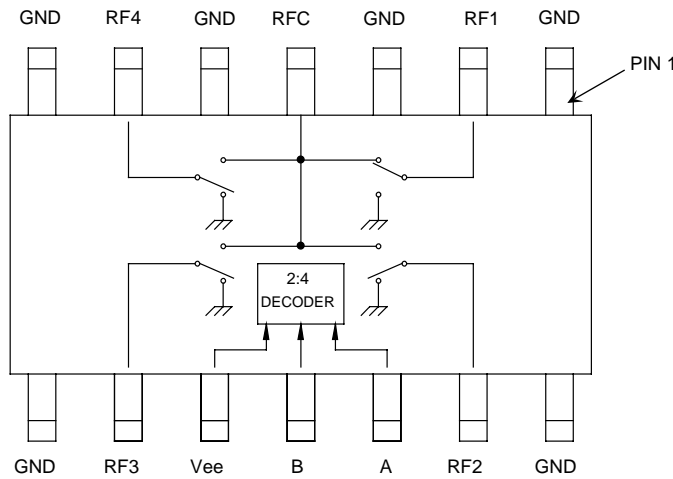 GND RF4 GND RFC GND RF1 GND
PIN 1
2:4
DECODER
GND RF3 Vee B A RF2 GND